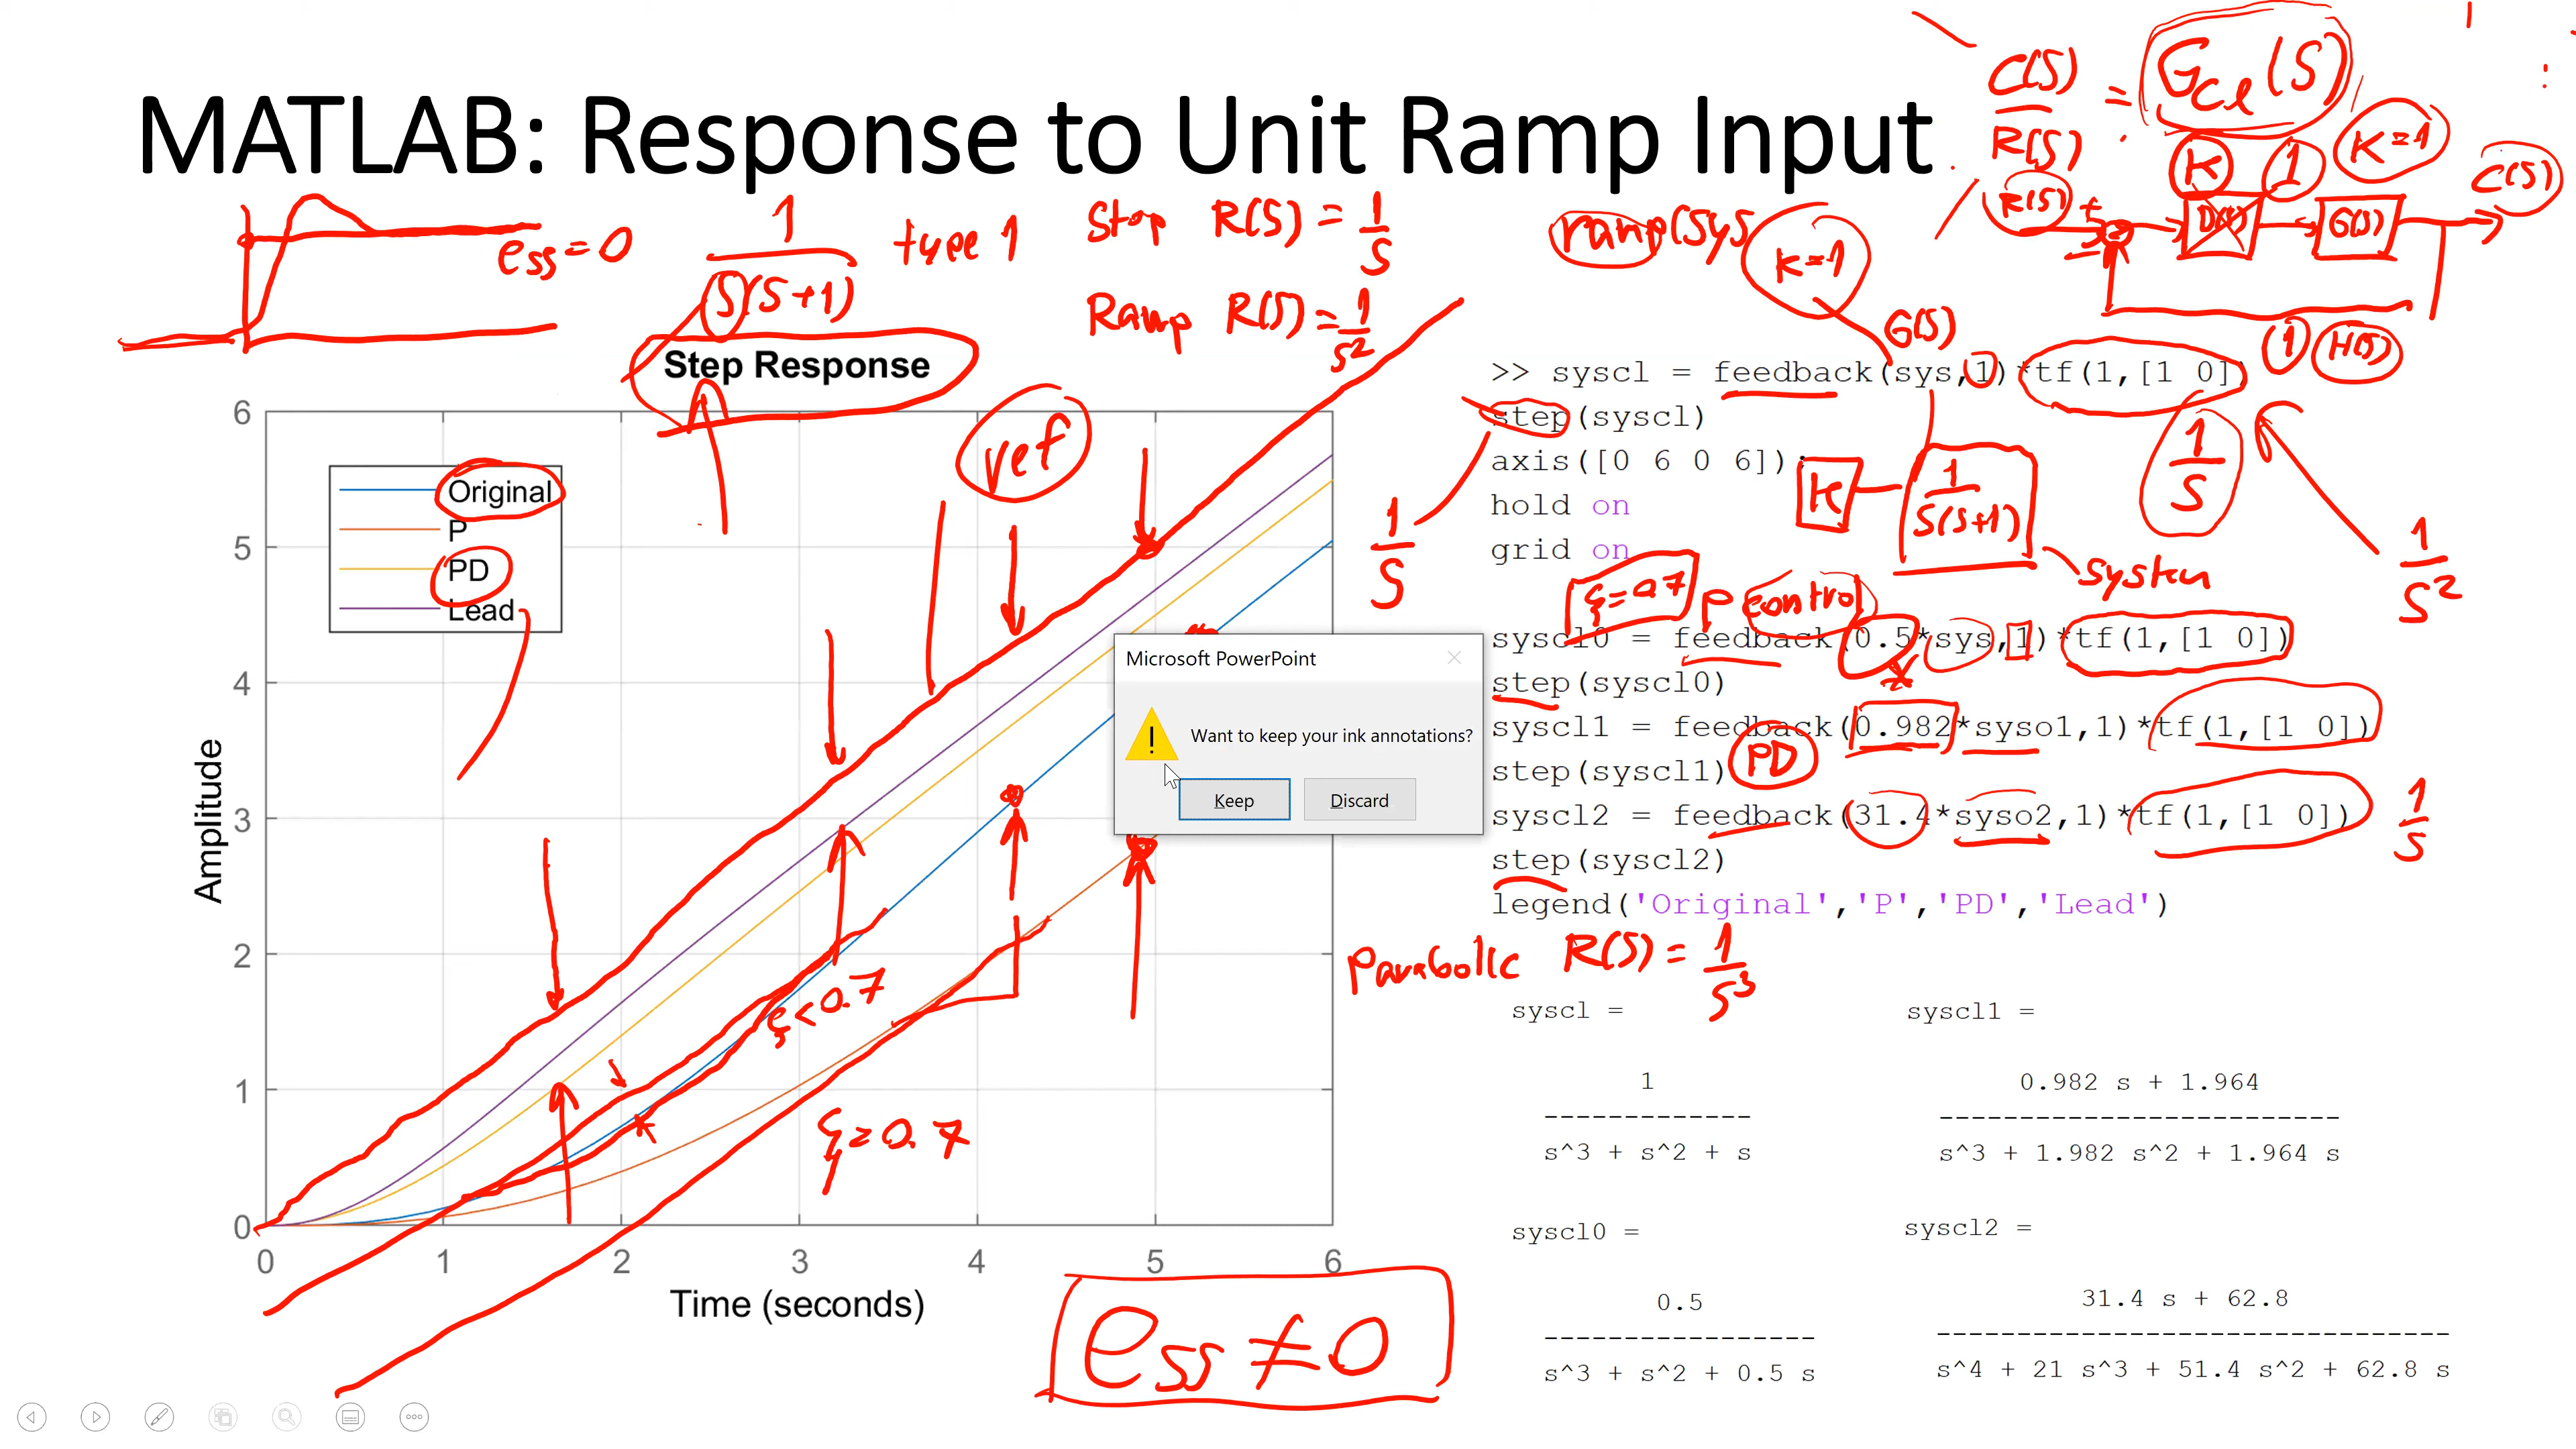 MATLAB: Response to Unit Ramp Input
C(S)
R(S)
= Gcl(S)
K
1
K=1
C(S)
R(S)
+
-
D(s)
G(S)
1
H(S)
ess=0
1
S(S+1)
type 1
Step R(S) = 1/S
Ramp R(S) = 1/S2
ramp(sys
K=1
G(S)
Step Response
6
5
4
3
2
1
0
0 1 2 3 4 5 6
Amplitude
Time (seconds)
Original
P
PD
Lead
ref
ξ<0.7
ξ=0.7
ess≠0
>> syscl = feedback(sys,1)*tf(1,[1 0])
step(syscl)
axis([0 6 0 6]);
hold on
grid on
1/S
K
1
S(S+1)
system
1/S
1/S2
ξ=0.7
P control
syscl0 = feedback(0.5*sys,1)*tf(1,[1 0])
step(syscl0)
syscl1 = feedback(0.982*syso1,1)*tf(1,[1 0])
step(syscl1)
PD
syscl2 = feedback(31.4*syso2,1)*tf(1,[1 0])
step(syscl2)
1/S
legend('Original','P','PD','Lead')
Parabolic R(S) = 1/S3
Microsoft PowerPoint
Want to keep your ink annotations?
Keep
Discard
syscl =
1
-------------
s^3 + s^2 + s
syscl1 =
0.982 s + 1.964
-------------------------
s^3 + 1.982 s^2 + 1.964 s
syscl0 =
0.5
-----------------
s^3 + s^2 + 0.5 s
syscl2 =
31.4 s + 62.8
--------------------------------
s^4 + 21 s^3 + 51.4 s^2 + 62.8 s